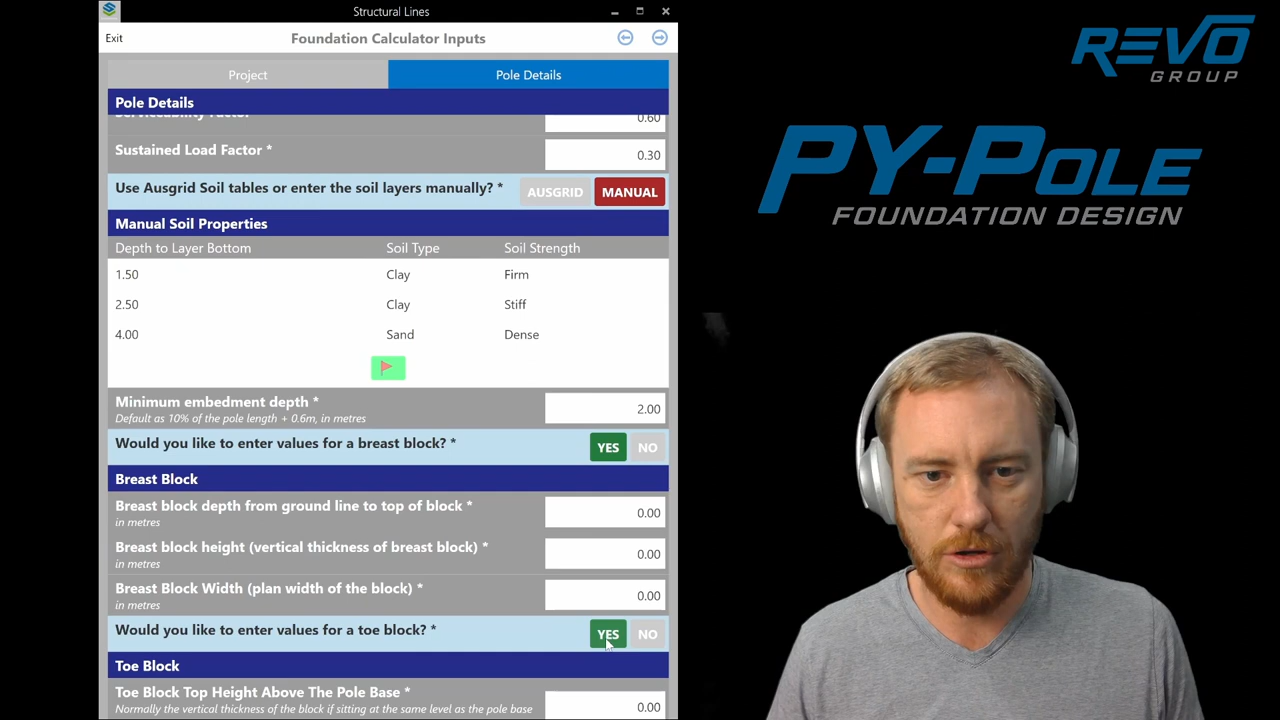 Structural Lines
Exit
Foundation Calculator Inputs
Project
Pole Details
Pole Details
Serviceability Factor
0.60
Sustained Load Factor *
0.30
Use Ausgrid Soil tables or enter the soil layers manually? *
AUSGRID
MANUAL
Manual Soil Properties
Depth to Layer Bottom Soil Type Soil Strength
1.50 Clay Firm
2.50 Clay Stiff
4.00 Sand Dense
Minimum embedment depth *
Default as 10% of the pole length + 0.6m, in metres
2.00
Would you like to enter values for a breast block? *
YES
NO
Breast Block
Breast block depth from ground line to top of block *
in metres
0.00
Breast block height (vertical thickness of breast block) *
in metres
0.00
Breast Block Width (plan width of the block) *
in metres
0.00
Would you like to enter values for a toe block? *
YES
NO
Toe Block
Toe Block Top Height Above The Pole Base *
Normally the vertical thickness of the block if sitting at the same level as the pole base
0.00
REVO
GROUP
PY-POLE
FOUNDATION DESIGN